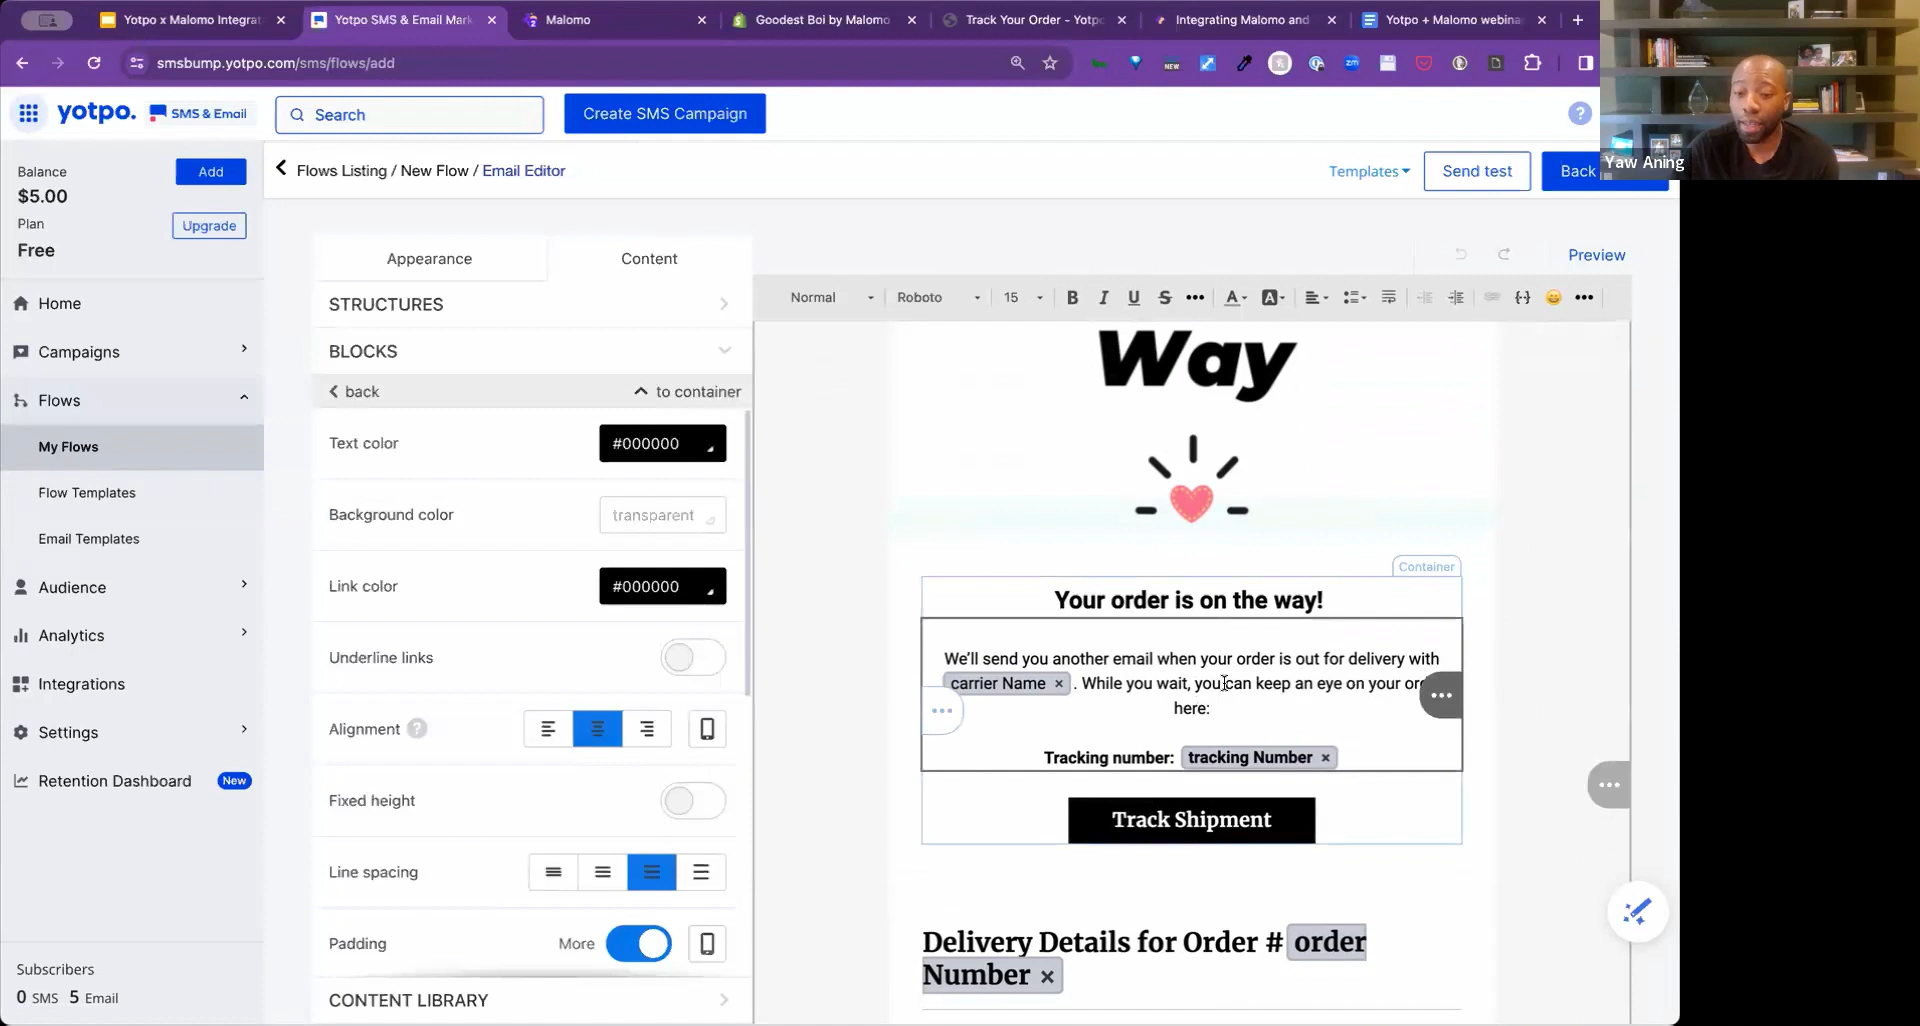 Yotpo x Malomo Integrat
Yotpo SMS & Email Mark
Malomo
Goodest Boi by Malomo
Track Your Order - Yotpo
Integrating Malomo and
Yotpo + Malomo webina
smsbump.yotpo.com/sms/flows/add
NEW
zm
yotpo.
SMS & Email
Search
Create SMS Campaign
?
Yaw Aning
Balance
Add
$5.00
Plan
Upgrade
Free
Flows Listing / New Flow / Email Editor
Templates
Send test
Back
Home
Campaigns
Flows
My Flows
Flow Templates
Email Templates
Audience
Analytics
Integrations
Settings
Retention Dashboard
New
Subscribers
0 SMS 5 Email
Appearance
Content
STRUCTURES
BLOCKS
back
to container
Text color
#000000
Background color
transparent
Link color
#000000
Underline links
Alignment ?
Fixed height
Line spacing
Padding
More
CONTENT LIBRARY
Preview
Normal
Roboto
15
B I U S
A
A
Way
Container
Your order is on the way!
We'll send you another email when your order is out for delivery with
carrier Name × . While you wait, you can keep an eye on your ord
here:
Tracking number: tracking Number ×
Track Shipment
Delivery Details for Order # order
Number ×